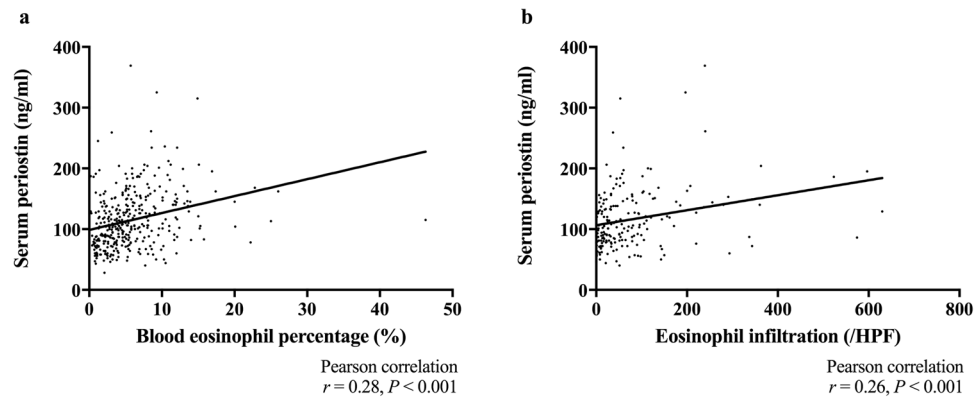 a
400
300
200
100
0
Serum periostin (ng/ml)
0 10 20 30 40 50
Blood eosinophil percentage (%)
Pearson correlation
r = 0.28, P < 0.001
b
400
300
200
100
0
Serum periostin (ng/ml)
0 200 400 600 800
Eosinophil infiltration (/HPF)
Pearson correlation
r = 0.26, P < 0.001